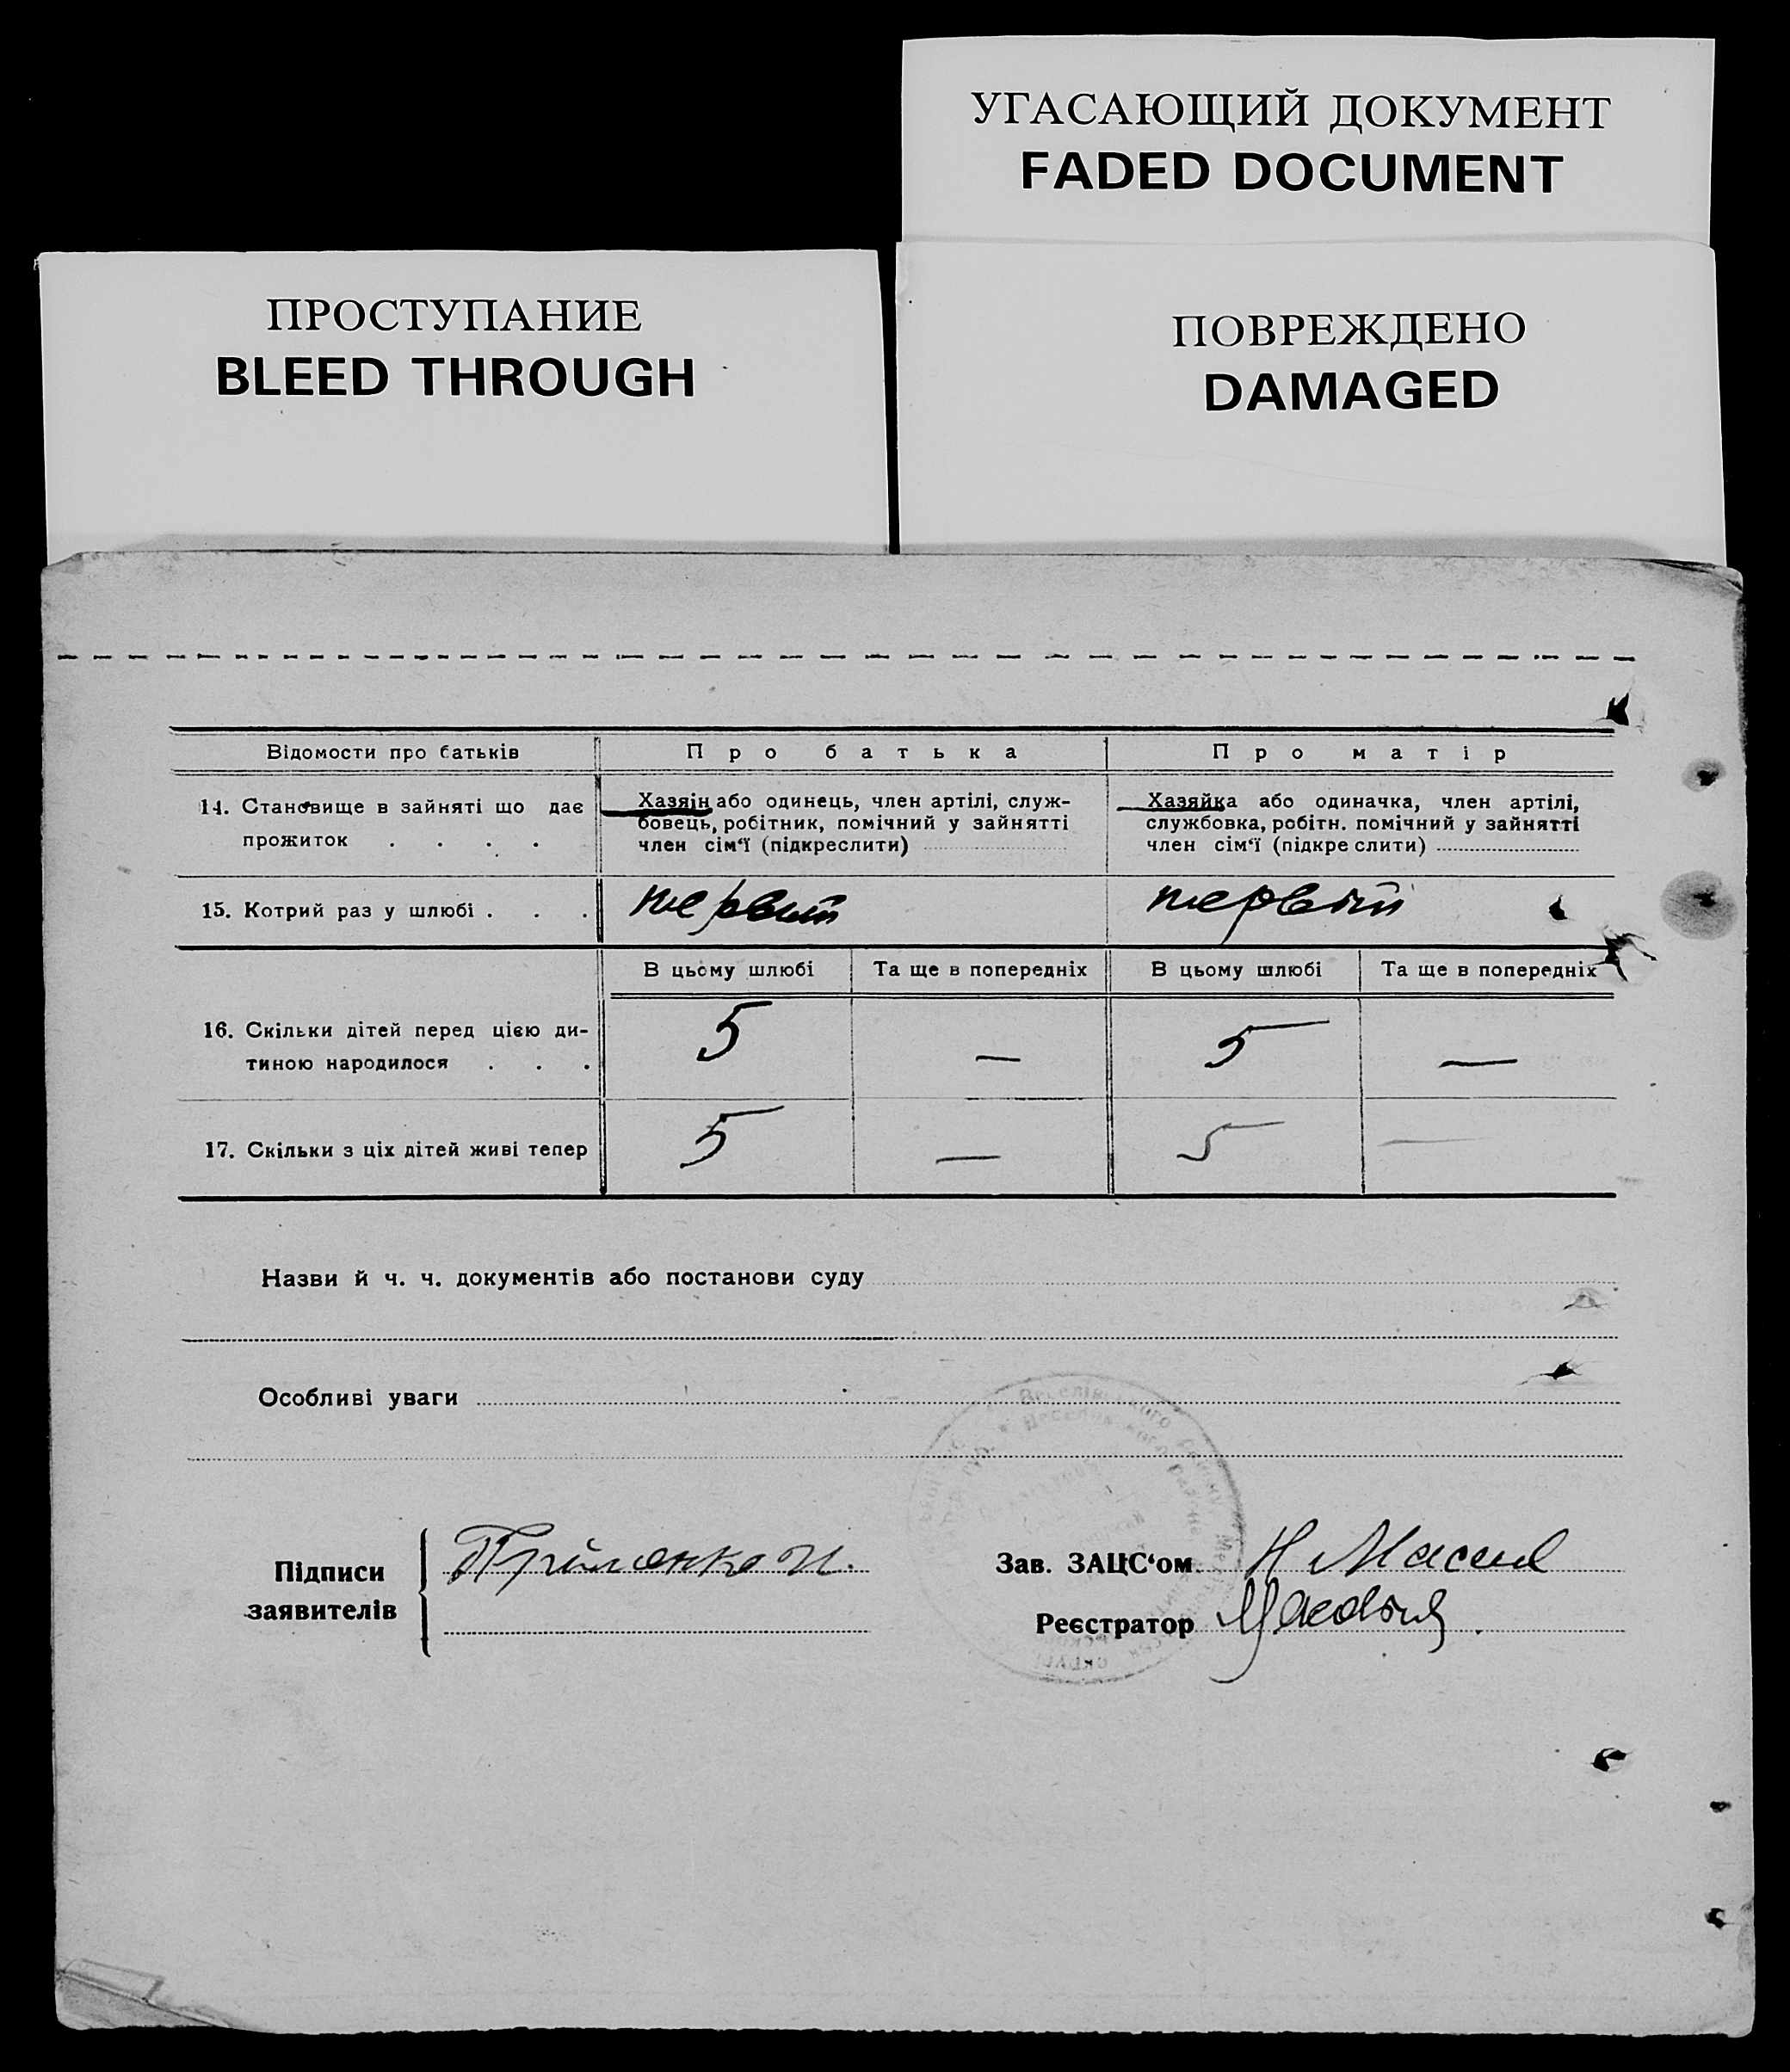 УГАСАЮЩИЙ ДОКУМЕНТ
FADED DOCUMENT
ПРОСТУПАНИЕ
BLEED THROUGH
ПОВРЕЖДЕНО
DAMAGED
Відомости про батьків
Про батька
Про матір
14. Становище в зайняті що дає
прожиток . . . .
Хазяін або одинець, член артілі, служ-
бовець, робітник, помічний у зайнятті
член сім‘ї (підкреслити)
Хазяйка або одиначка, член артілі,
службовка, робітн. помічний у зайнятті
член сім‘ї (підкре слити)
15. Котрий раз у шлюбі . . .
первий
первий
В цьому шлюбі
Та ще в попередніх
В цьому шлюбі
Та ще в попередніх
16. Скільки дітей перед цією ди-
тиною народилося . . .
5
—
5
—
17. Скільки з ціх дітей живі тепер
5
—
5
—
Назви й ч. ч. документів або постанови суду
Особливі уваги
Підписи
заявителів
Зав. ЗАЦС‘ом
Реєстратор